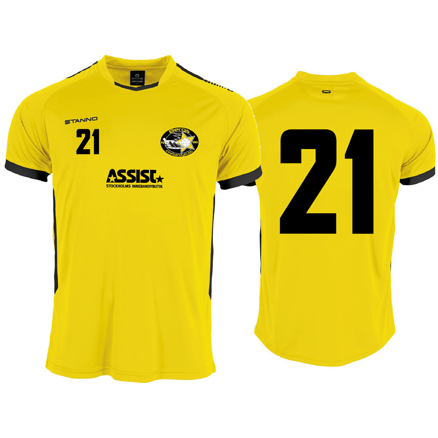 STANNO
21
ASSIST
STOCKHOLMS INNEBANDYBUTIK
21